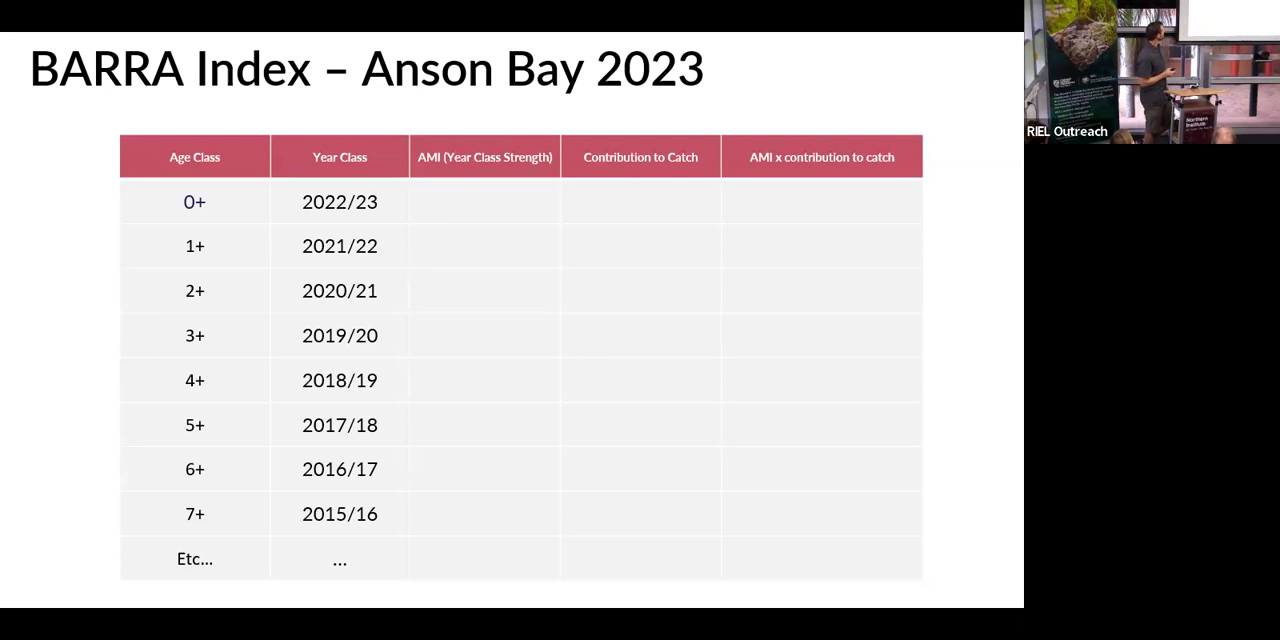 BARRA Index – Anson Bay 2023
Age Class Year Class AMI (Year Class Strength) Contribution to Catch AMI x contribution to catch
0+ 2022/23
1+ 2021/22
2+ 2020/21
3+ 2019/20
4+ 2018/19
5+ 2017/18
6+ 2016/17
7+ 2015/16
Etc... ...
RIEL Outreach
Northern
Institute